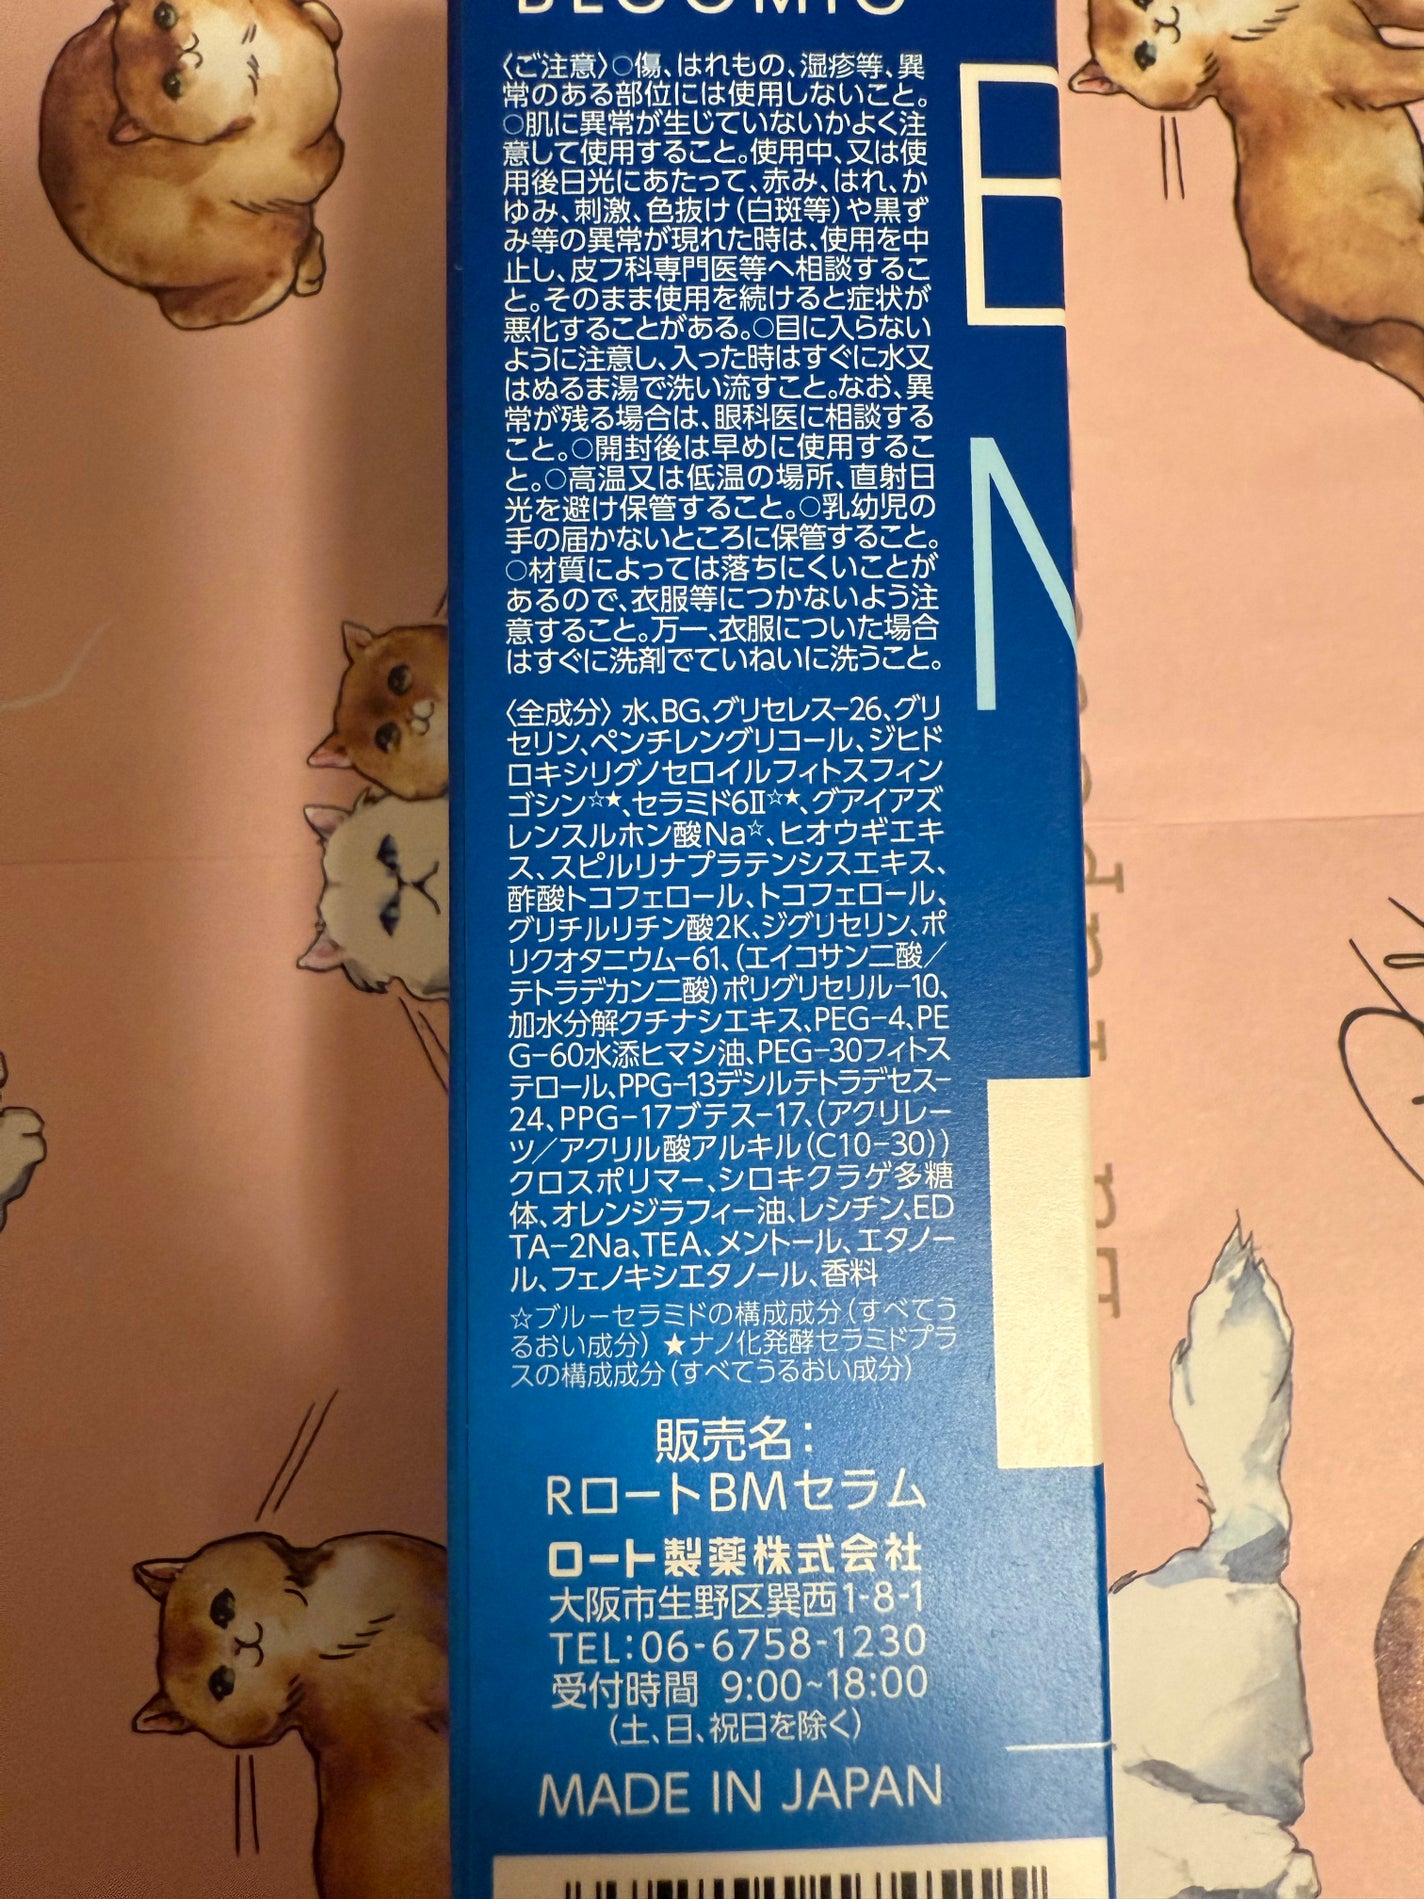 BLOOMIO
〈ご注意〉○傷、はれもの、湿疹等、異
常のある部位には使用しないこと。
○肌に異常が生じていないかよく注
意して使用すること。使用中、又は使
用後日光にあたって、赤み、はれ、か
ゆみ、刺激、色抜け(白斑等)や黒ず
み等の異常が現れた時は、使用を中
止し、皮フ科専門医等へ相談するこ
と。そのまま使用を続けると症状が
悪化することがある。○目に入らない
ように注意し、入った時はすぐに水又
はぬるま湯で洗い流すこと。なお、異
常が残る場合は、眼科医に相談する
こと。○開封後は早めに使用するこ
と。○高温又は低温の場所、直射日
光を避け保管すること。○乳幼児の
手の届かないところに保管すること。
○材質によっては落ちにくいことが
あるので、衣服等につかないよう注
意すること。万一、衣服についた場合
はすぐに洗剤でていねいに洗うこと。
〈全成分〉水、BG、グリセレス-26、グリ
セリン、ペンチレングリコール、ジヒド
ロキシリグノセロイルフィトスフィン
ゴシン☆★、セラミド6Ⅱ☆★、グアイアズ
レンスルホン酸Na☆、ヒオウギエキ
ス、スピルリナプラテンシスエキス、
酢酸トコフェロール、トコフェロール、
グリチルリチン酸2K、ジグリセリン、ポ
リクオタニウム-61、(エイコサン二酸/
テトラデカン二酸)ポリグリセリル-10、
加水分解クチナシエキス、PEG-4、PE
G-60水添ヒマシ油、PEG-30フィトス
テロール、PPG-13デシルテトラデセス-
24、PPG-17ブテス-17、(アクリレー
ツ/アクリル酸アルキル(C10-30))
クロスポリマー、シロキクラゲ多糖
体、オレンジラフィー油、レシチン、ED
TA-2Na、TEA、メントール、エタノー
ル、フェノキシエタノール、香料
☆ブルーセラミドの構成成分(すべてう
るおい成分) ★ナノ化発酵セラミドプラ
スの構成成分(すべてうるおい成分)
販売名:
RロートBMセラム
ロート製薬株式会社
大阪市生野区巽西1-8-1
TEL:06-6758-1230
受付時間 9:00~18:00
(土、日、祝日を除く)
MADE IN JAPAN
E
N